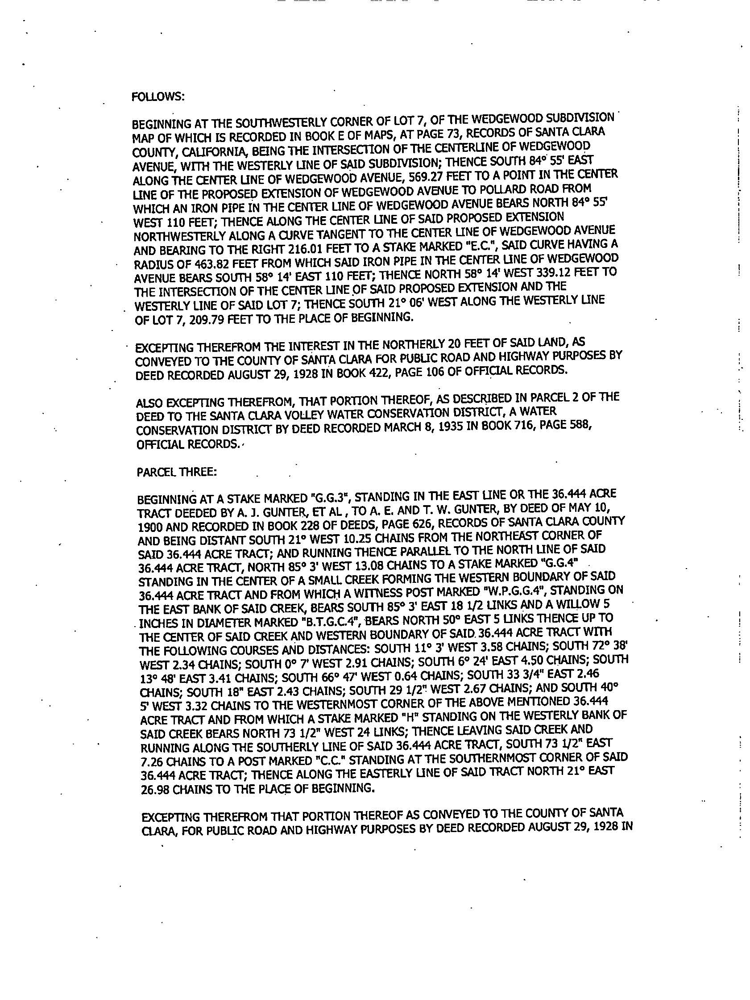 FOLLOWS:
BEGINNING AT THE SOUTHWESTERLY CORNER OF LOT 7, OF THE WEDGEWOOD SUBDIVISION
MAP OF WHICH IS RECORDED IN BOOK E OF MAPS, AT PAGE 73, RECORDS OF SANTA CLARA
COUNTY, CALIFORNIA, BEING THE INTERSECTION OF THE CENTERLINE OF WEDGEWOOD
AVENUE, WITH THE WESTERLY LINE OF SAID SUBDIVISION; THENCE SOUTH 84° 55' EAST
ALONG THE CENTER LINE OF WEDGEWOOD AVENUE, 569.27 FEET TO A POINT IN THE CENTER
LINE OF THE PROPOSED EXTENSION OF WEDGEWOOD AVENUE TO POLLARD ROAD FROM
WHICH AN IRON PIPE IN THE CENTER LINE OF WEDGEWOOD AVENUE BEARS NORTH 84° 55'
WEST 110 FEET; THENCE ALONG THE CENTER LINE OF SAID PROPOSED EXTENSION
NORTHWESTERLY ALONG A CURVE TANGENT TO THE CENTER LINE OF WEDGEWOOD AVENUE
AND BEARING TO THE RIGHT 216.01 FEET TO A STAKE MARKED "E.C.", SAID CURVE HAVING A
RADIUS OF 463.82 FEET FROM WHICH SAID IRON PIPE IN THE CENTER LINE OF WEDGEWOOD
AVENUE BEARS SOUTH 58° 14' EAST 110 FEET; THENCE NORTH 58° 14' WEST 339.12 FEET TO
THE INTERSECTION OF THE CENTER LINE OF SAID PROPOSED EXTENSION AND THE
WESTERLY LINE OF SAID LOT 7; THENCE SOUTH 21° 06' WEST ALONG THE WESTERLY LINE
OF LOT 7, 209.79 FEET TO THE PLACE OF BEGINNING.
EXCEPTING THEREFROM THE INTEREST IN THE NORTHERLY 20 FEET OF SAID LAND, AS
CONVEYED TO THE COUNTY OF SANTA CLARA FOR PUBLIC ROAD AND HIGHWAY PURPOSES BY
DEED RECORDED AUGUST 29, 1928 IN BOOK 422, PAGE 106 OF OFFICIAL RECORDS.
ALSO EXCEPTING THEREFROM, THAT PORTION THEREOF, AS DESCRIBED IN PARCEL 2 OF THE
DEED TO THE SANTA CLARA VOLLEY WATER CONSERVATION DISTRICT, A WATER
CONSERVATION DISTRICT BY DEED RECORDED MARCH 8, 1935 IN BOOK 716, PAGE 588,
OFFICIAL RECORDS.
PARCEL THREE:
BEGINNING AT A STAKE MARKED "G.G.3", STANDING IN THE EAST LINE OR THE 36.444 ACRE
TRACT DEEDED BY A. J. GUNTER, ET AL , TO A. E. AND T. W. GUNTER, BY DEED OF MAY 10,
1900 AND RECORDED IN BOOK 228 OF DEEDS, PAGE 626, RECORDS OF SANTA CLARA COUNTY
AND BEING DISTANT SOUTH 21° WEST 10.25 CHAINS FROM THE NORTHEAST CORNER OF
SAID 36.444 ACRE TRACT; AND RUNNING THENCE PARALLEL TO THE NORTH LINE OF SAID
36.444 ACRE TRACT, NORTH 85° 3' WEST 13.08 CHAINS TO A STAKE MARKED "G.G.4"
STANDING IN THE CENTER OF A SMALL CREEK FORMING THE WESTERN BOUNDARY OF SAID
36.444 ACRE TRACT AND FROM WHICH A WITNESS POST MARKED "W.P.G.G.4", STANDING ON
THE EAST BANK OF SAID CREEK, BEARS SOUTH 85° 3' EAST 18 1/2 LINKS AND A WILLOW 5
INCHES IN DIAMETER MARKED "B.T.G.C.4", BEARS NORTH 50° EAST 5 LINKS THENCE UP TO
THE CENTER OF SAID CREEK AND WESTERN BOUNDARY OF SAID 36.444 ACRE TRACT WITH
THE FOLLOWING COURSES AND DISTANCES: SOUTH 11° 3' WEST 3.58 CHAINS; SOUTH 72° 38'
WEST 2.34 CHAINS; SOUTH 0° 7' WEST 2.91 CHAINS; SOUTH 6° 24' EAST 4.50 CHAINS; SOUTH
13° 48' EAST 3.41 CHAINS; SOUTH 66° 47' WEST 0.64 CHAINS; SOUTH 33 3/4" EAST 2.46
CHAINS; SOUTH 18" EAST 2.43 CHAINS; SOUTH 29 1/2" WEST 2.67 CHAINS; AND SOUTH 40°
5' WEST 3.32 CHAINS TO THE WESTERNMOST CORNER OF THE ABOVE MENTIONED 36.444
ACRE TRACT AND FROM WHICH A STAKE MARKED "H" STANDING ON THE WESTERLY BANK OF
SAID CREEK BEARS NORTH 73 1/2" WEST 24 LINKS; THENCE LEAVING SAID CREEK AND
RUNNING ALONG THE SOUTHERLY LINE OF SAID 36.444 ACRE TRACT, SOUTH 73 1/2" EAST
7.26 CHAINS TO A POST MARKED "C.C." STANDING AT THE SOUTHERNMOST CORNER OF SAID
36.444 ACRE TRACT; THENCE ALONG THE EASTERLY LINE OF SAID TRACT NORTH 21° EAST
26.98 CHAINS TO THE PLACE OF BEGINNING.
EXCEPTING THEREFROM THAT PORTION THEREOF AS CONVEYED TO THE COUNTY OF SANTA
CLARA, FOR PUBLIC ROAD AND HIGHWAY PURPOSES BY DEED RECORDED AUGUST 29, 1928 IN